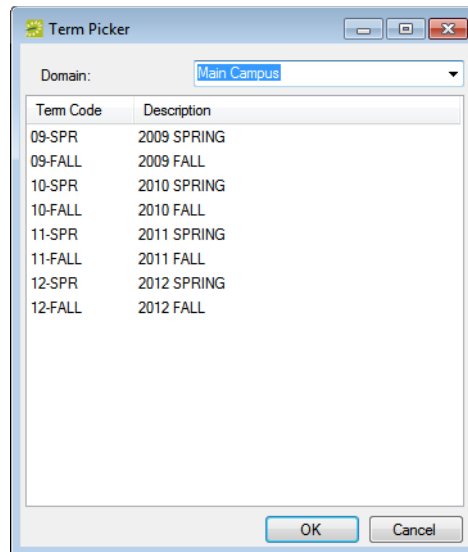 Term Picker
Domain: Main Campus
Term Code Description
09-SPR 2009 SPRING
09-FALL 2009 FALL
10-SPR 2010 SPRING
10-FALL 2010 FALL
11-SPR 2011 SPRING
11-FALL 2011 FALL
12-SPR 2012 SPRING
12-FALL 2012 FALL
OK Cancel